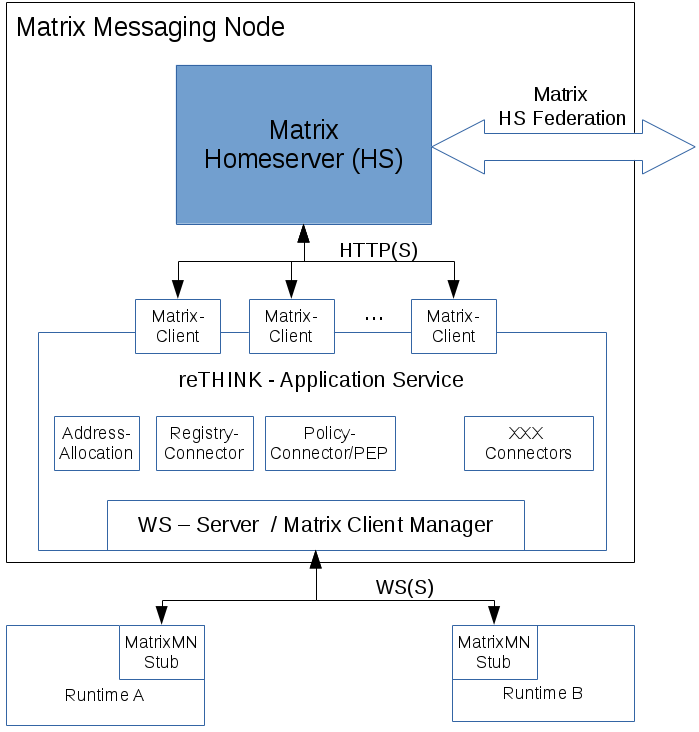 Matrix Messaging Node
Matrix
HS Federation
Matrix
Homeserver (HS)
HTTP(S)
Matrix-
Client
Matrix-
Client
...
Matrix-
Client
reTHINK - Application Service
Address-
Allocation
Registry-
Connector
Policy-
Connector/PEP
XXX
Connectors
WS – Server / Matrix Client Manager
WS(S)
MatrixMN
Stub
Runtime A
MatrixMN
Stub
Runtime B